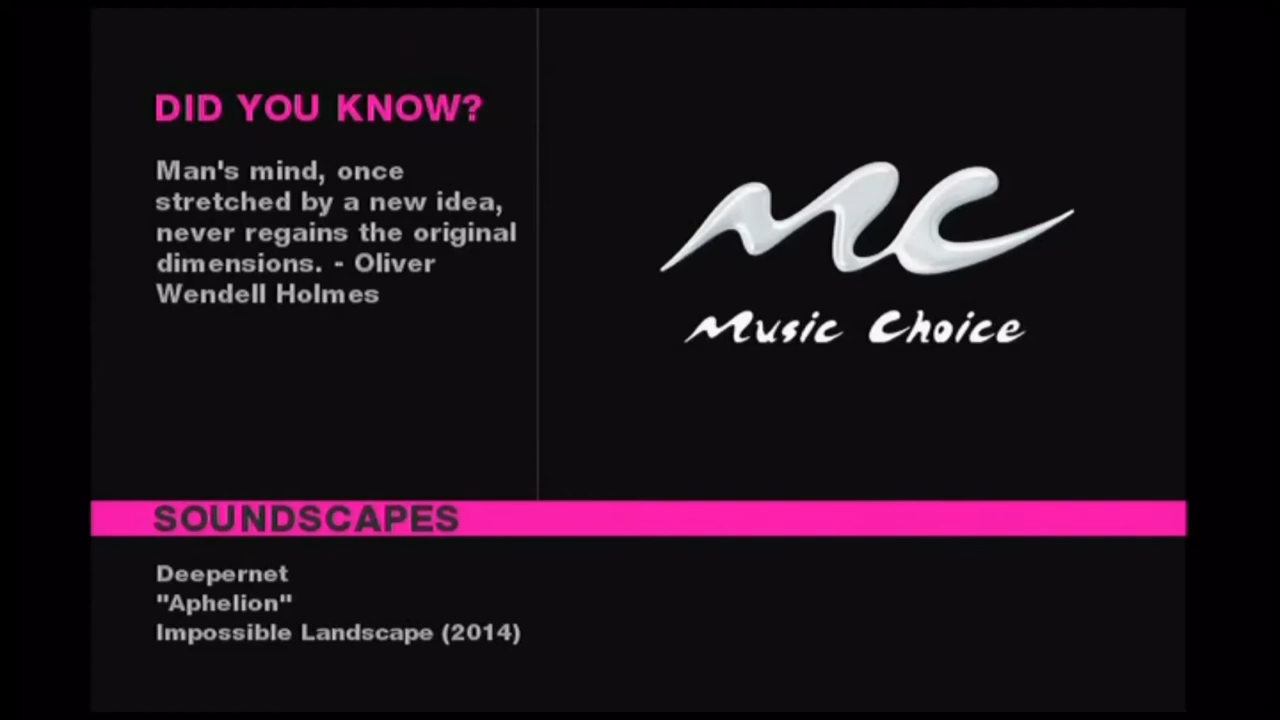 DID YOU KNOW?
Man's mind, once
stretched by a new idea,
never regains the original
dimensions. - Oliver
Wendell Holmes
MC
Music Choice
SOUNDSCAPES
Deepernet
"Aphelion"
Impossible Landscape (2014)